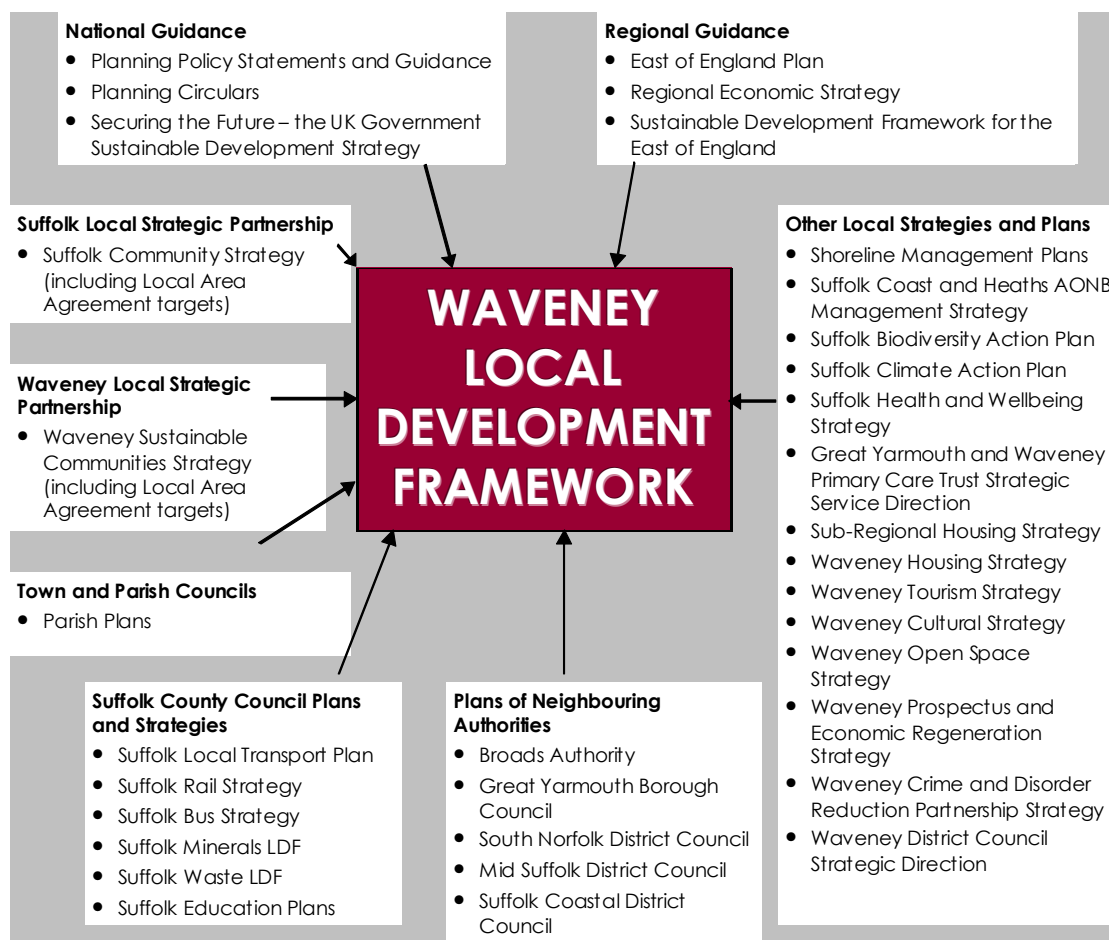 National Guidance
• Planning Policy Statements and Guidance
• Planning Circulars
• Securing the Future – the UK Government
Sustainable Development Strategy
Regional Guidance
• East of England Plan
• Regional Economic Strategy
• Sustainable Development Framework for the
East of England
Suffolk Local Strategic Partnership
• Suffolk Community Strategy
(including Local Area
Agreement targets)
Waveney Local Strategic
Partnership
• Waveney Sustainable
Communities Strategy
(including Local Area
Agreement targets)
Town and Parish Councils
• Parish Plans
WAVENEY
LOCAL
DEVELOPMENT
FRAMEWORK
Other Local Strategies and Plans
• Shoreline Management Plans
• Suffolk Coast and Heaths AONB
Management Strategy
• Suffolk Biodiversity Action Plan
• Suffolk Climate Action Plan
• Suffolk Health and Wellbeing
Strategy
• Great Yarmouth and Waveney
Primary Care Trust Strategic
Service Direction
• Sub-Regional Housing Strategy
• Waveney Housing Strategy
• Waveney Tourism Strategy
• Waveney Cultural Strategy
• Waveney Open Space
Strategy
• Waveney Prospectus and
Economic Regeneration
Strategy
• Waveney Crime and Disorder
Reduction Partnership Strategy
• Waveney District Council
Strategic Direction
Suffolk County Council Plans
and Strategies
• Suffolk Local Transport Plan
• Suffolk Rail Strategy
• Suffolk Bus Strategy
• Suffolk Minerals LDF
• Suffolk Waste LDF
• Suffolk Education Plans
Plans of Neighbouring
Authorities
• Broads Authority
• Great Yarmouth Borough
Council
• South Norfolk District Council
• Mid Suffolk District Council
• Suffolk Coastal District
Council